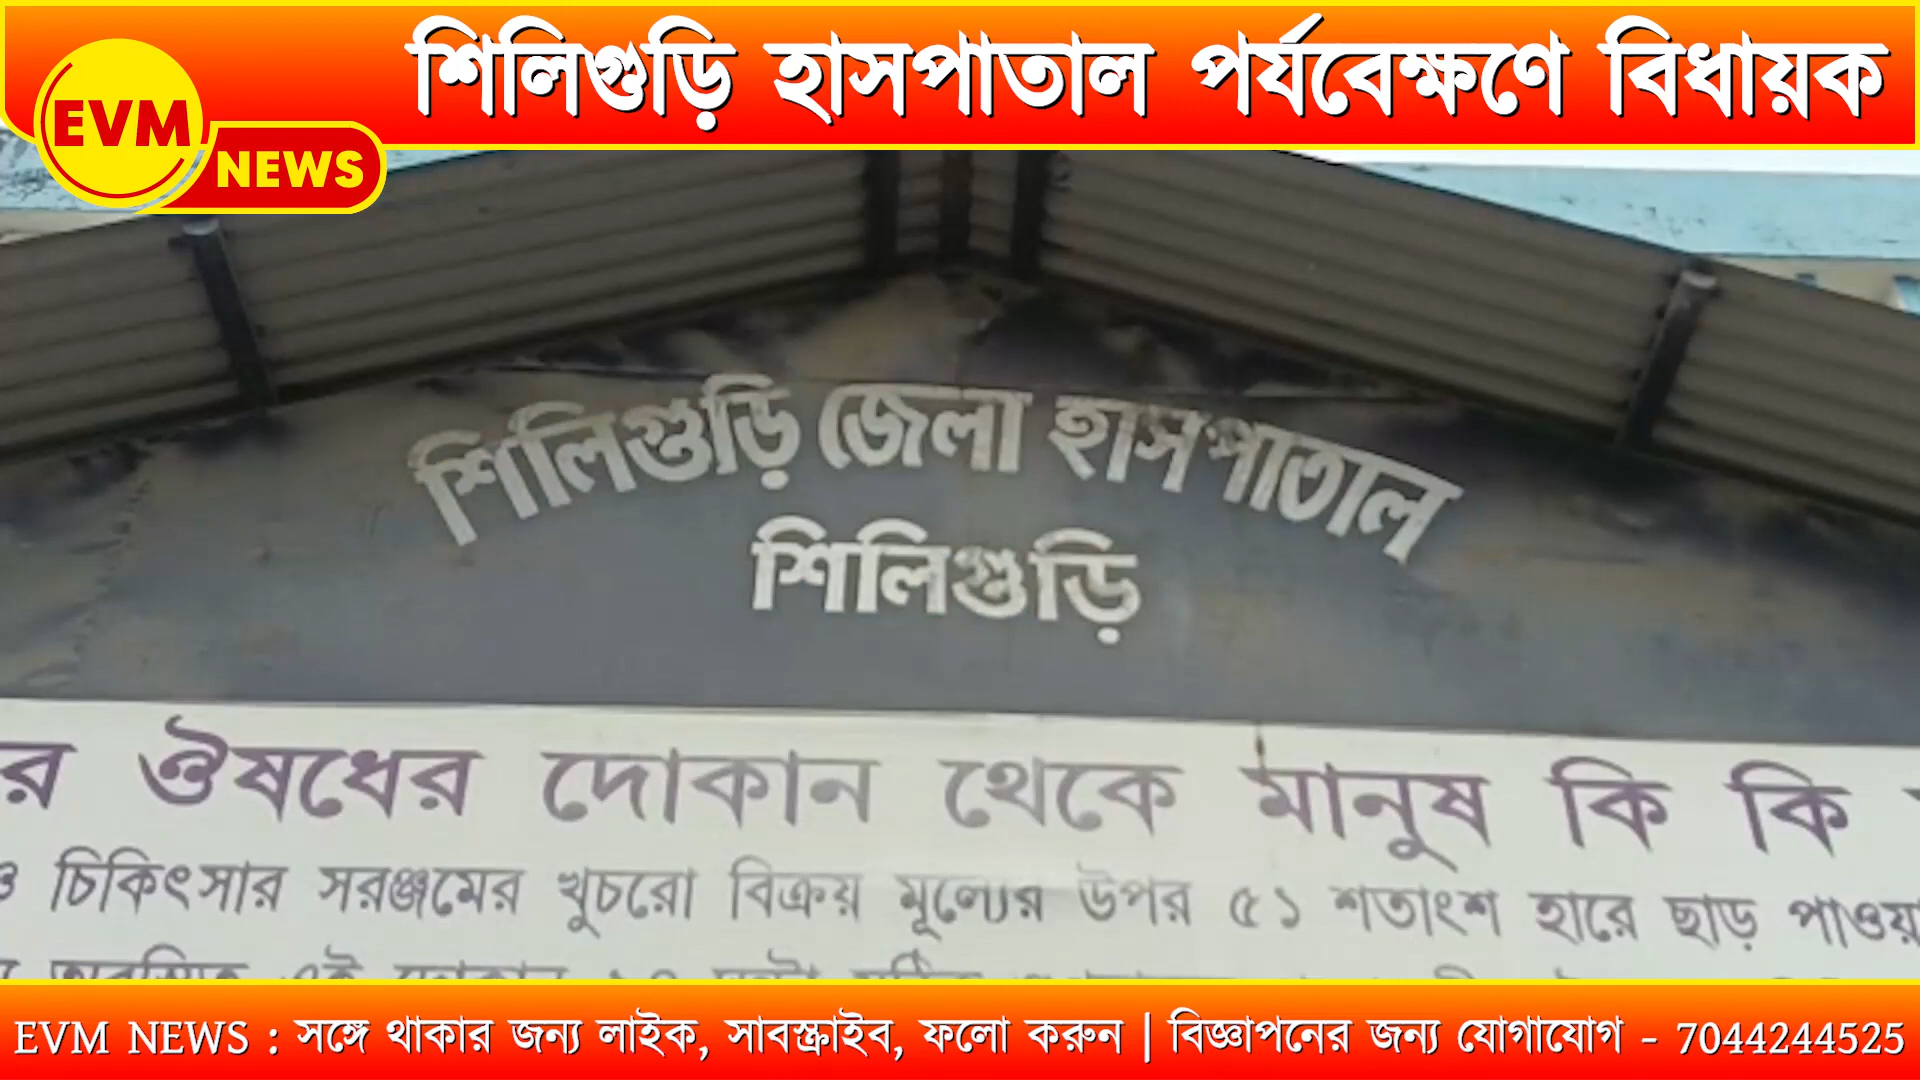 শিলিগুড়ি হাসপাতাল পর্যবেক্ষণে বিধায়ক
EVM
NEWS
শিলিগুড়ি জেলা হাসপাতাল
শিলিগুড়ি
র ঔষধের দোকান থেকে মানুষ কি কি
ও চিকিৎসার সরঞ্জামের খুচরো বিক্রয় মূল্যের উপর ৫১ শতাংশ হারে ছাড় পাওয়া
EVM NEWS : সঙ্গে থাকার জন্য লাইক, সাবস্ক্রাইব, ফলো করুন | বিজ্ঞাপনের জন্য যোগাযোগ - 7044244525